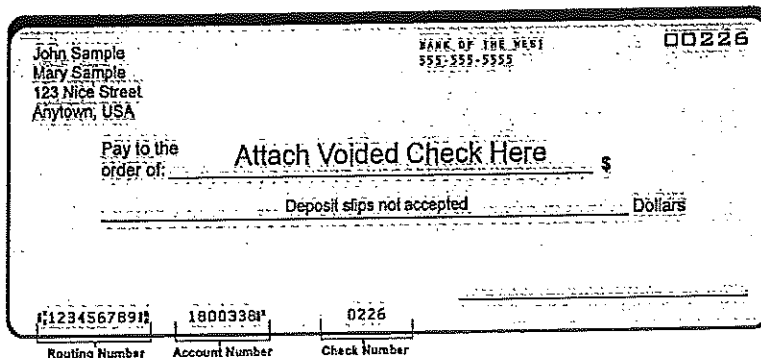 John Sample
Mary Sample
123 Nice Street
Anytown, USA
BANK OF THE WEST
555-555-5555
00226
Pay to the
order of:
Attach Voided Check Here
$
Deposit slips not accepted
Dollars
⑆123456789⑆ 1800338⑈ 0226
Routing Number Account Number Check Number